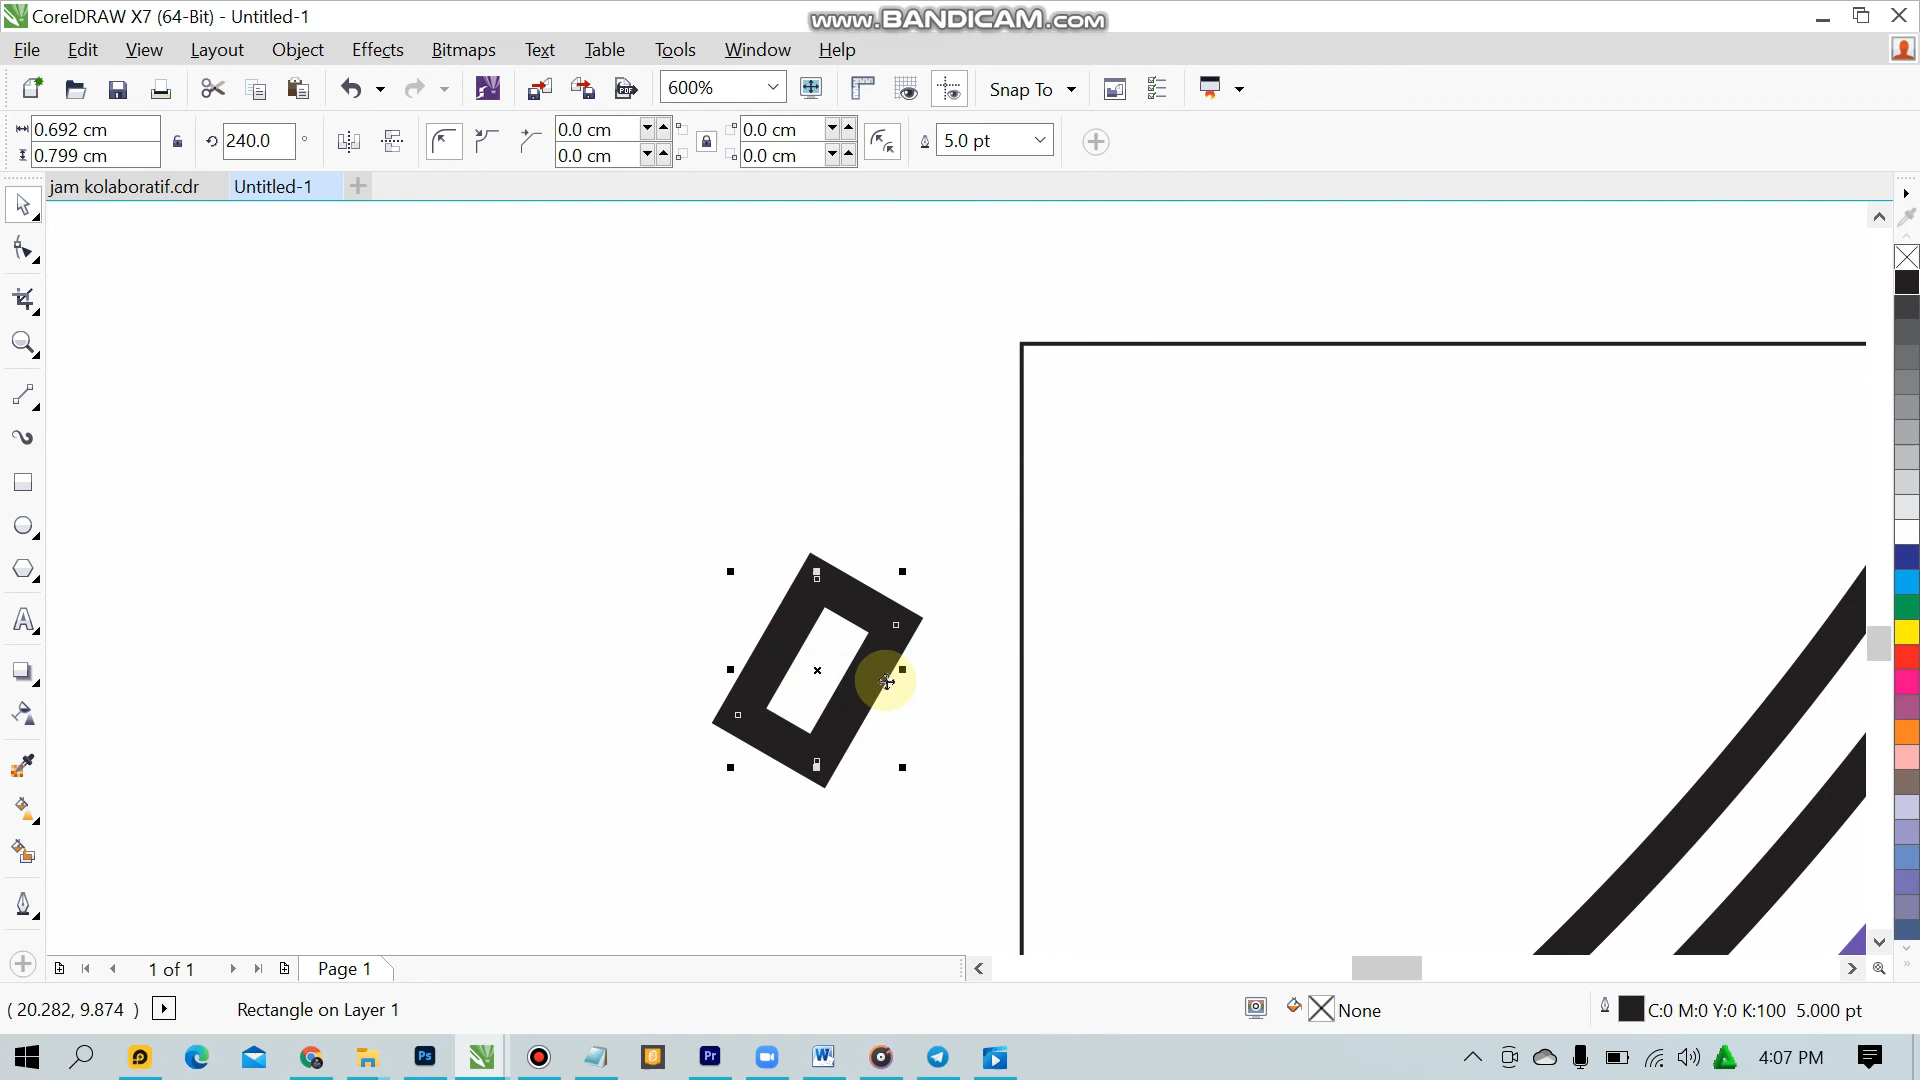 CorelDRAW X7 (64-Bit) - Untitled-1
www.BANDICAM.com
File Edit View Layout Object Effects Bitmaps Text Table Tools Window Help
PDF 600% Snap To
0.692 cm 240.0 ° 0.0 cm 0.0 cm 5.0 pt
0.799 cm 0.0 cm 0.0 cm
jam kolaboratif.cdr Untitled-1
1 of 1 Page 1
( 20.282, 9.874 ) Rectangle on Layer 1 None C:0 M:0 Y:0 K:100 5.000 pt
Ps Pr W 4:07 PM